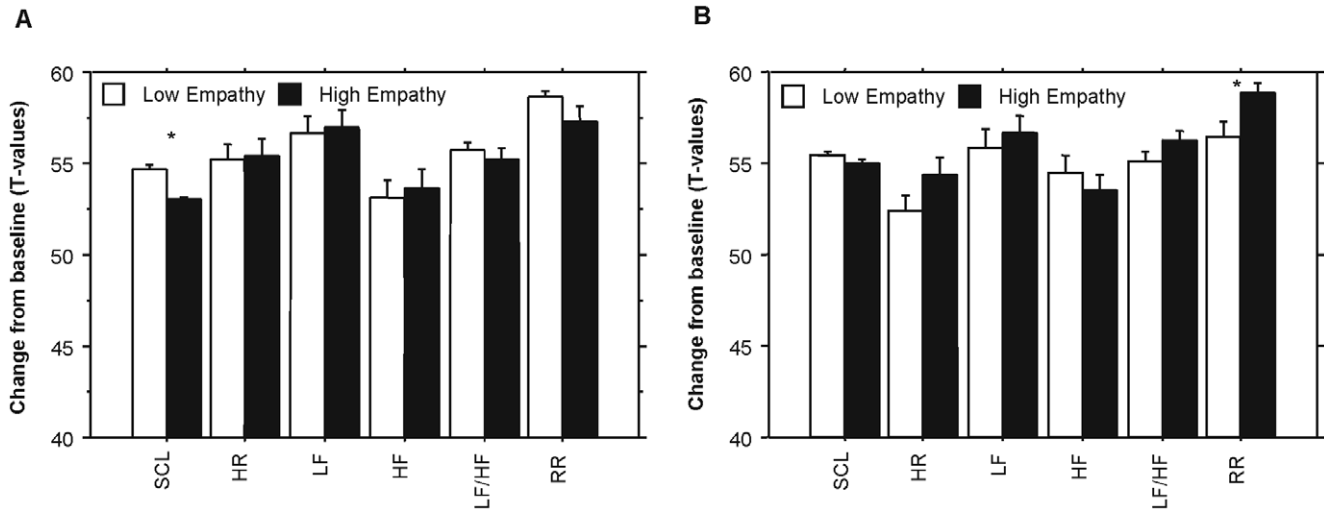 A
Change from baseline (T-values)
60
55
50
45
40
Low Empathy
High Empathy
*
SCL
HR
LF
HF
LF/HF
RR
B
Change from baseline (T-values)
60
55
50
45
40
Low Empathy
High Empathy
*
SCL
HR
LF
HF
LF/HF
RR